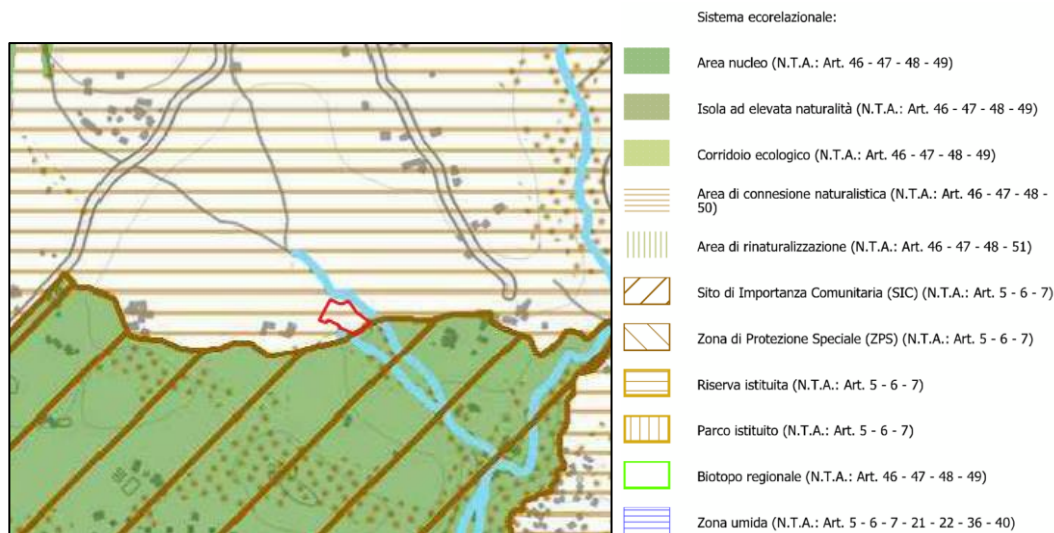 Sistema ecorelazionale:
Area nucleo (N.T.A.: Art. 46 - 47 - 48 - 49)
Isola ad elevata naturalità (N.T.A.: Art. 46 - 47 - 48 - 49)
Corridoio ecologico (N.T.A.: Art. 46 - 47 - 48 - 49)
Area di connesione naturalistica (N.T.A.: Art. 46 - 47 - 48 -
50)
Area di rinaturalizzazione (N.T.A.: Art. 46 - 47 - 48 - 51)
Sito di Importanza Comunitaria (SIC) (N.T.A.: Art. 5 - 6 - 7)
Zona di Protezione Speciale (ZPS) (N.T.A.: Art. 5 - 6 - 7)
Riserva istituita (N.T.A.: Art. 5 - 6 - 7)
Parco istituito (N.T.A.: Art. 5 - 6 - 7)
Biotopo regionale (N.T.A.: Art. 46 - 47 - 48 - 49)
Zona umida (N.T.A.: Art. 5 - 6 - 7 - 21 - 22 - 36 - 40)